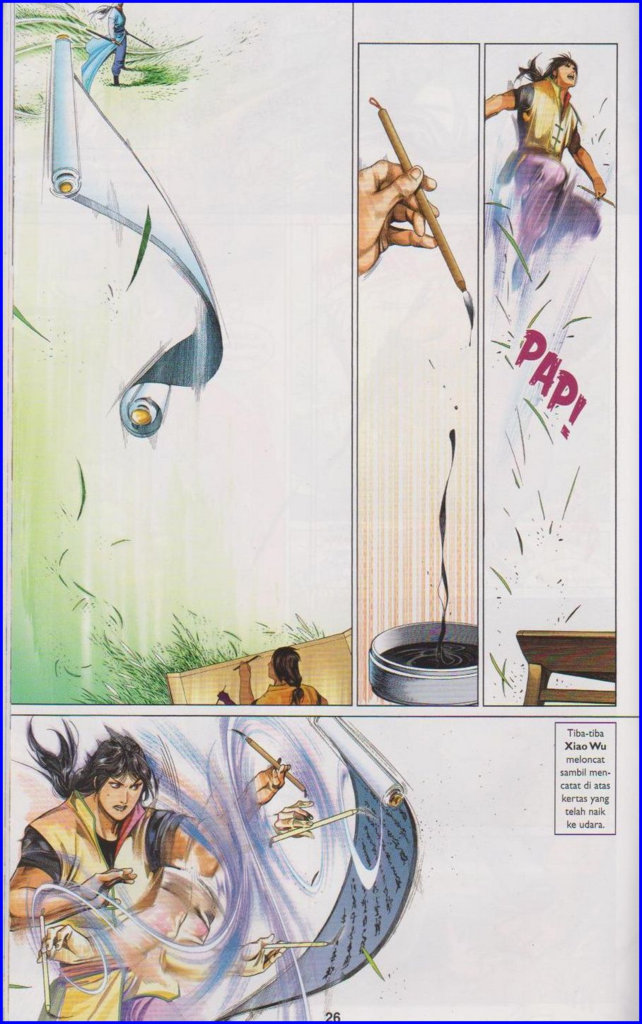 PAP!
Tiba-tiba
Xiao Wu
meloncat
sambil men-
catat di atas
kertas yang
telah naik
ke udara.
26